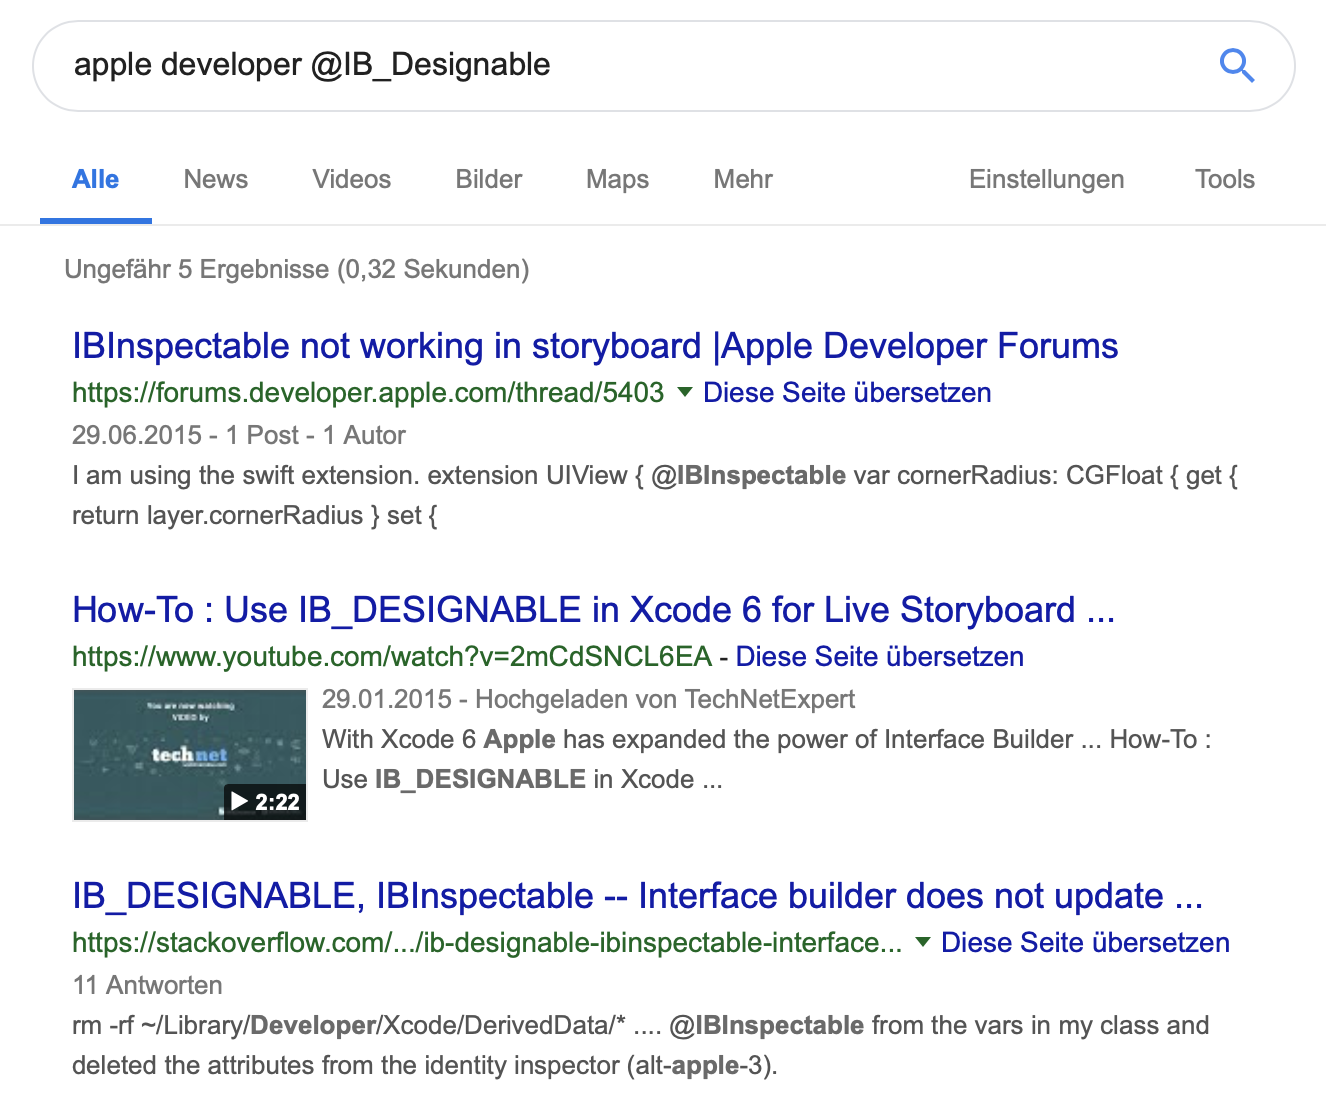 apple developer @IB_Designable
Alle News Videos Bilder Maps Mehr Einstellungen Tools
Ungefähr 5 Ergebnisse (0,32 Sekunden)
IBInspectable not working in storyboard |Apple Developer Forums
https://forums.developer.apple.com/thread/5403 Diese Seite übersetzen
29.06.2015 - 1 Post - 1 Autor
I am using the swift extension. extension UIView { @IBInspectable var cornerRadius: CGFloat { get {
return layer.cornerRadius } set {
How-To : Use IB_DESIGNABLE in Xcode 6 for Live Storyboard ...
https://www.youtube.com/watch?v=2mCdSNCL6EA - Diese Seite übersetzen
You are now watching
VIDEO by
technet
2:22
29.01.2015 - Hochgeladen von TechNetExpert
With Xcode 6 Apple has expanded the power of Interface Builder ... How-To :
Use IB_DESIGNABLE in Xcode ...
IB_DESIGNABLE, IBInspectable -- Interface builder does not update ...
https://stackoverflow.com/.../ib-designable-ibinspectable-interface... Diese Seite übersetzen
11 Antworten
rm -rf ~/Library/Developer/Xcode/DerivedData/* .... @IBInspectable from the vars in my class and
deleted the attributes from the identity inspector (alt-apple-3).